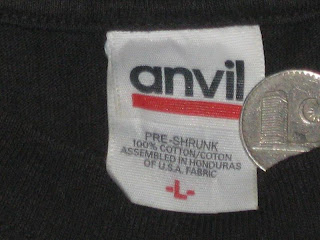 anvil
PRE-SHRUNK
100% COTTON/COTON
ASSEMBLED IN HONDURAS
OF U.S.A. FABRIC
-L-